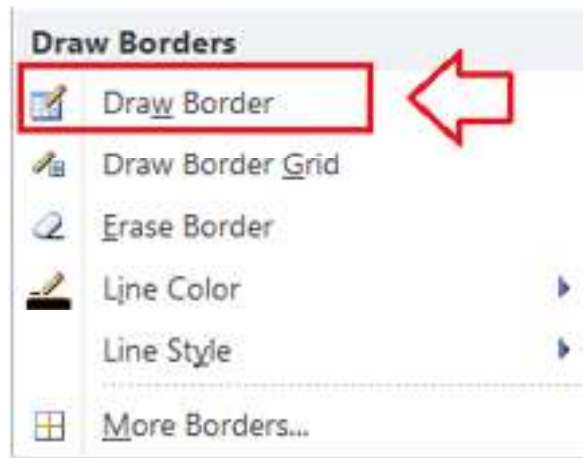 Draw Borders
Draw Border
Draw Border Grid
Erase Border
Line Color
Line Style
More Borders...